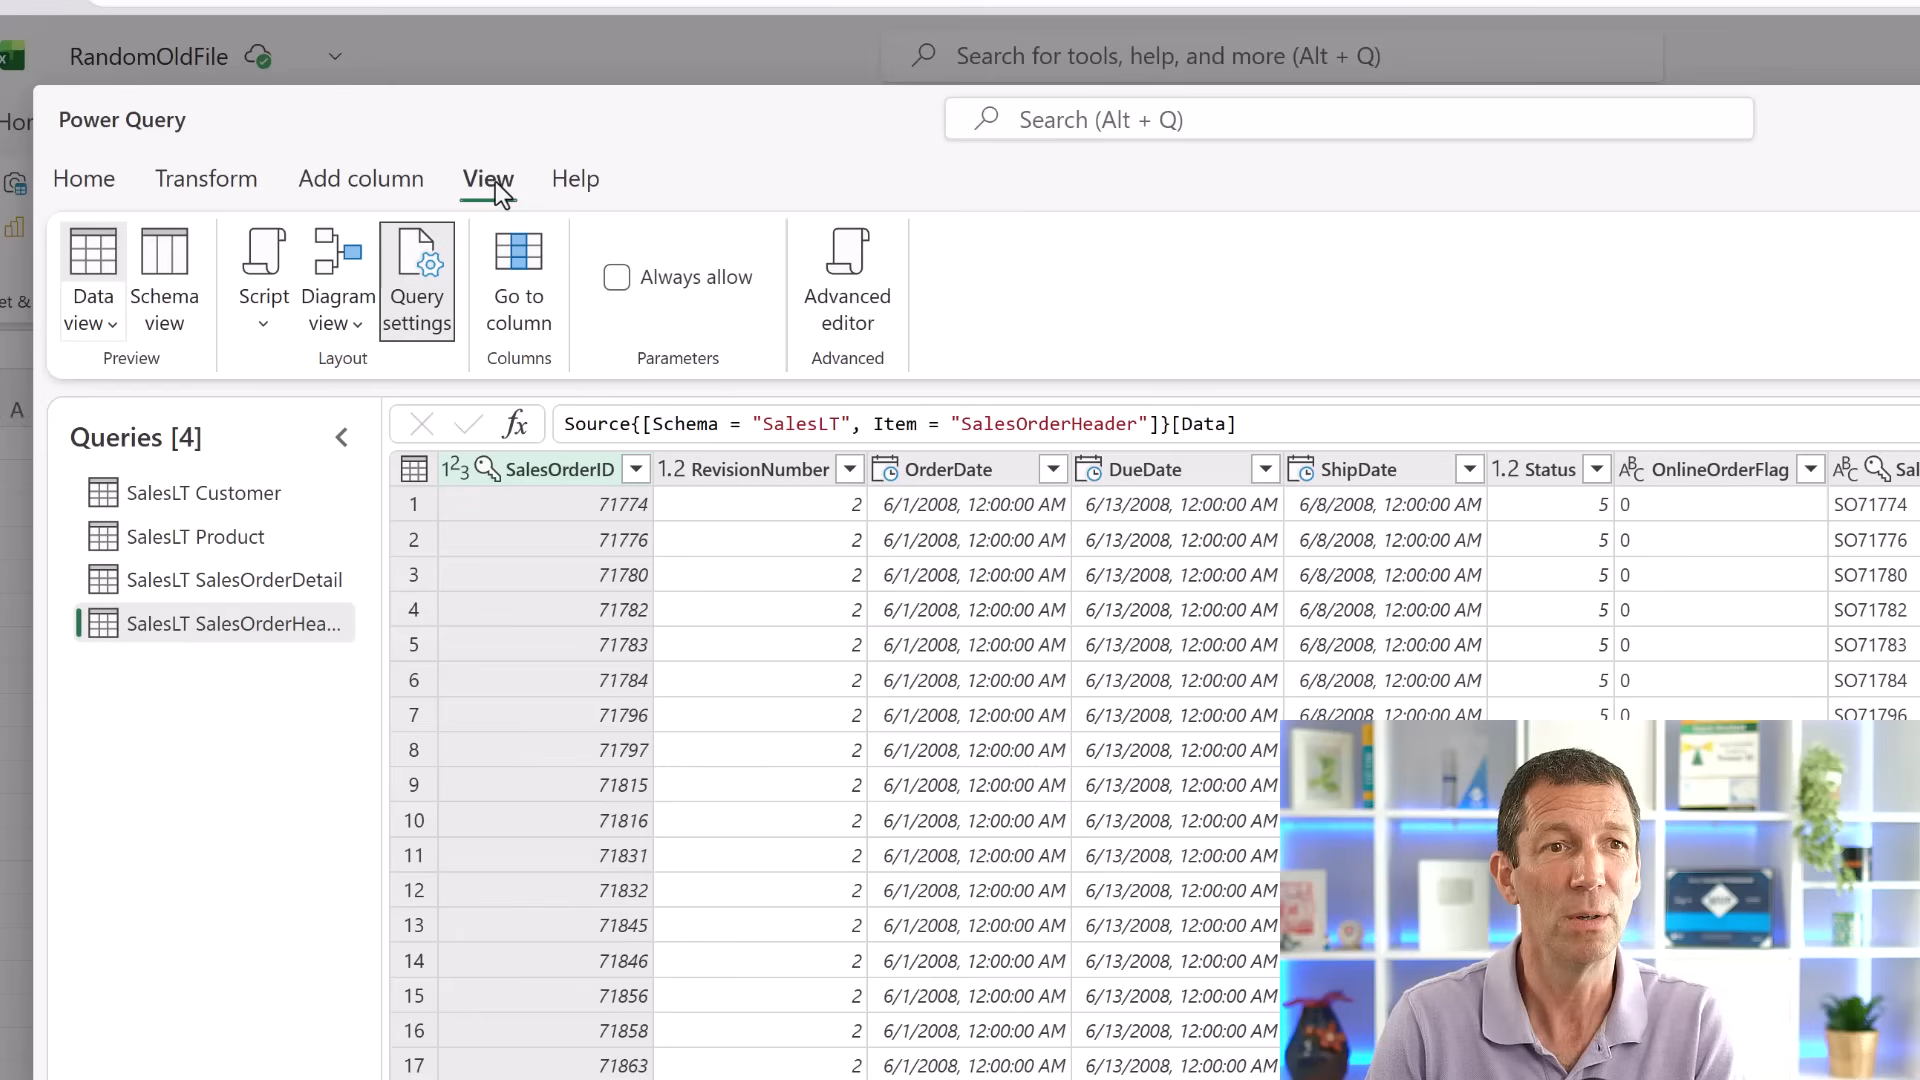 RandomOldFile
Search for tools, help, and more (Alt + Q)
Power Query
Search (Alt + Q)
Home Transform Add column View Help
Data view
Schema view
Preview
Script
Diagram view
Query settings
Layout
Go to column
Columns
Always allow
Parameters
Advanced editor
Advanced
et &
A
Queries [4]
SalesLT Customer
SalesLT Product
SalesLT SalesOrderDetail
SalesLT SalesOrderHea...
fx Source{[Schema = "SalesLT", Item = "SalesOrderHeader"]}[Data]
1²3 SalesOrderID 1.2 RevisionNumber OrderDate DueDate ShipDate 1.2 Status ABC OnlineOrderFlag ABC Sal
1 71774 2 6/1/2008, 12:00:00 AM 6/13/2008, 12:00:00 AM 6/8/2008, 12:00:00 AM 5 0 SO71774
2 71776 2 6/1/2008, 12:00:00 AM 6/13/2008, 12:00:00 AM 6/8/2008, 12:00:00 AM 5 0 SO71776
3 71780 2 6/1/2008, 12:00:00 AM 6/13/2008, 12:00:00 AM 6/8/2008, 12:00:00 AM 5 0 SO71780
4 71782 2 6/1/2008, 12:00:00 AM 6/13/2008, 12:00:00 AM 6/8/2008, 12:00:00 AM 5 0 SO71782
5 71783 2 6/1/2008, 12:00:00 AM 6/13/2008, 12:00:00 AM 6/8/2008, 12:00:00 AM 5 0 SO71783
6 71784 2 6/1/2008, 12:00:00 AM 6/13/2008, 12:00:00 AM 6/8/2008, 12:00:00 AM 5 0 SO71784
7 71796 2 6/1/2008, 12:00:00 AM 6/13/2008, 12:00:00 AM 6/8/2008, 12:00:00 AM 5 0 SO71796
8 71797 2 6/1/2008, 12:00:00 AM 6/13/2008, 12:00:00 AM
9 71815 2 6/1/2008, 12:00:00 AM 6/13/2008, 12:00:00 AM
10 71816 2 6/1/2008, 12:00:00 AM 6/13/2008, 12:00:00 AM
11 71831 2 6/1/2008, 12:00:00 AM 6/13/2008, 12:00:00 AM
12 71832 2 6/1/2008, 12:00:00 AM 6/13/2008, 12:00:00 AM
13 71845 2 6/1/2008, 12:00:00 AM 6/13/2008, 12:00:00 AM
14 71846 2 6/1/2008, 12:00:00 AM 6/13/2008, 12:00:00 AM
15 71856 2 6/1/2008, 12:00:00 AM 6/13/2008, 12:00:00 AM
16 71858 2 6/1/2008, 12:00:00 AM 6/13/2008, 12:00:00 AM
17 71863 2 6/1/2008, 12:00:00 AM 6/13/2008, 12:00:00 AM